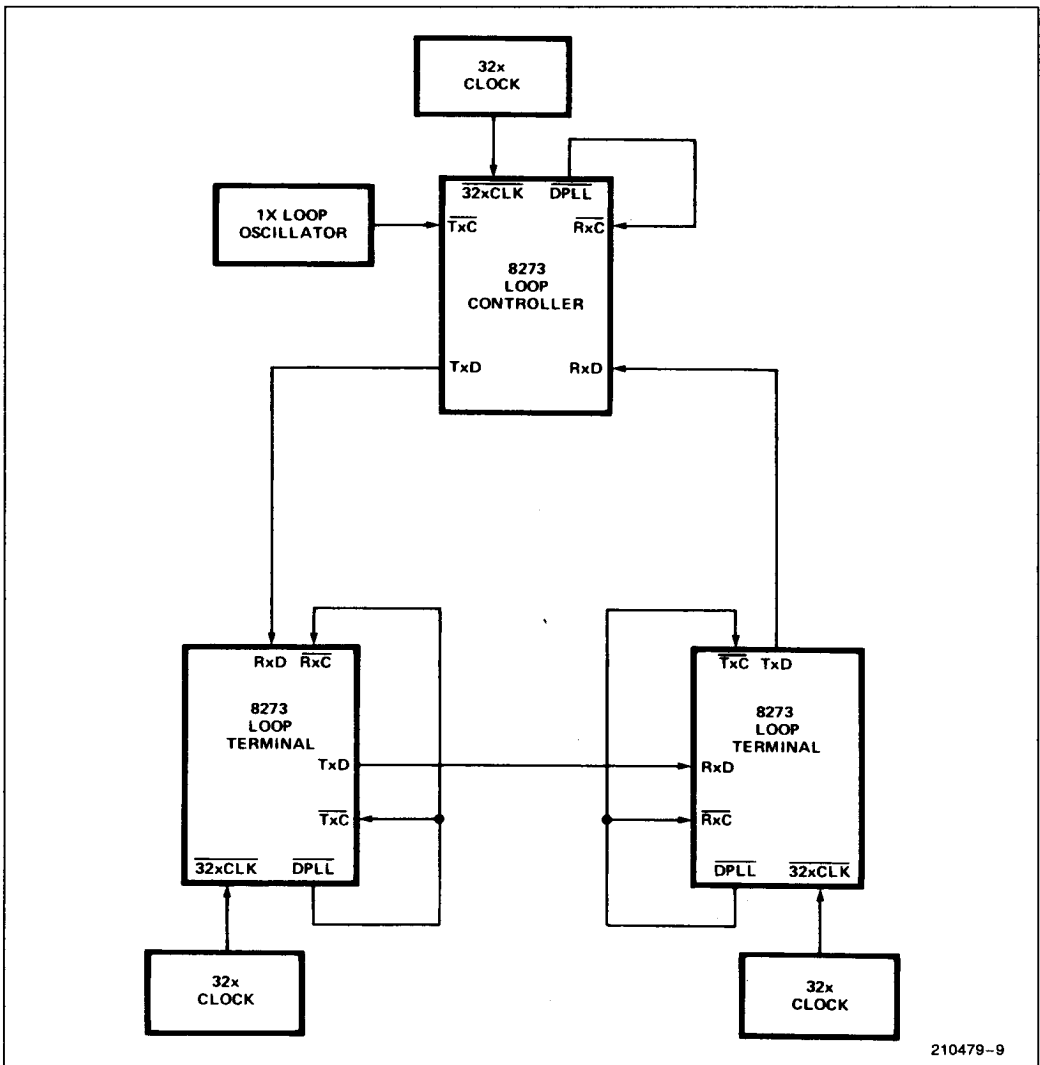 32x
CLOCK
1X LOOP
OSCILLATOR
32xCLK DPLL
TxC RxC
8273
LOOP
CONTROLLER
TxD RxD
RxD RxC
8273
LOOP
TERMINAL
TxD
TxC
32xCLK DPLL
32x
CLOCK
TxC TxD
8273
LOOP
TERMINAL
RxD
RxC
DPLL 32xCLK
32x
CLOCK
210479-9